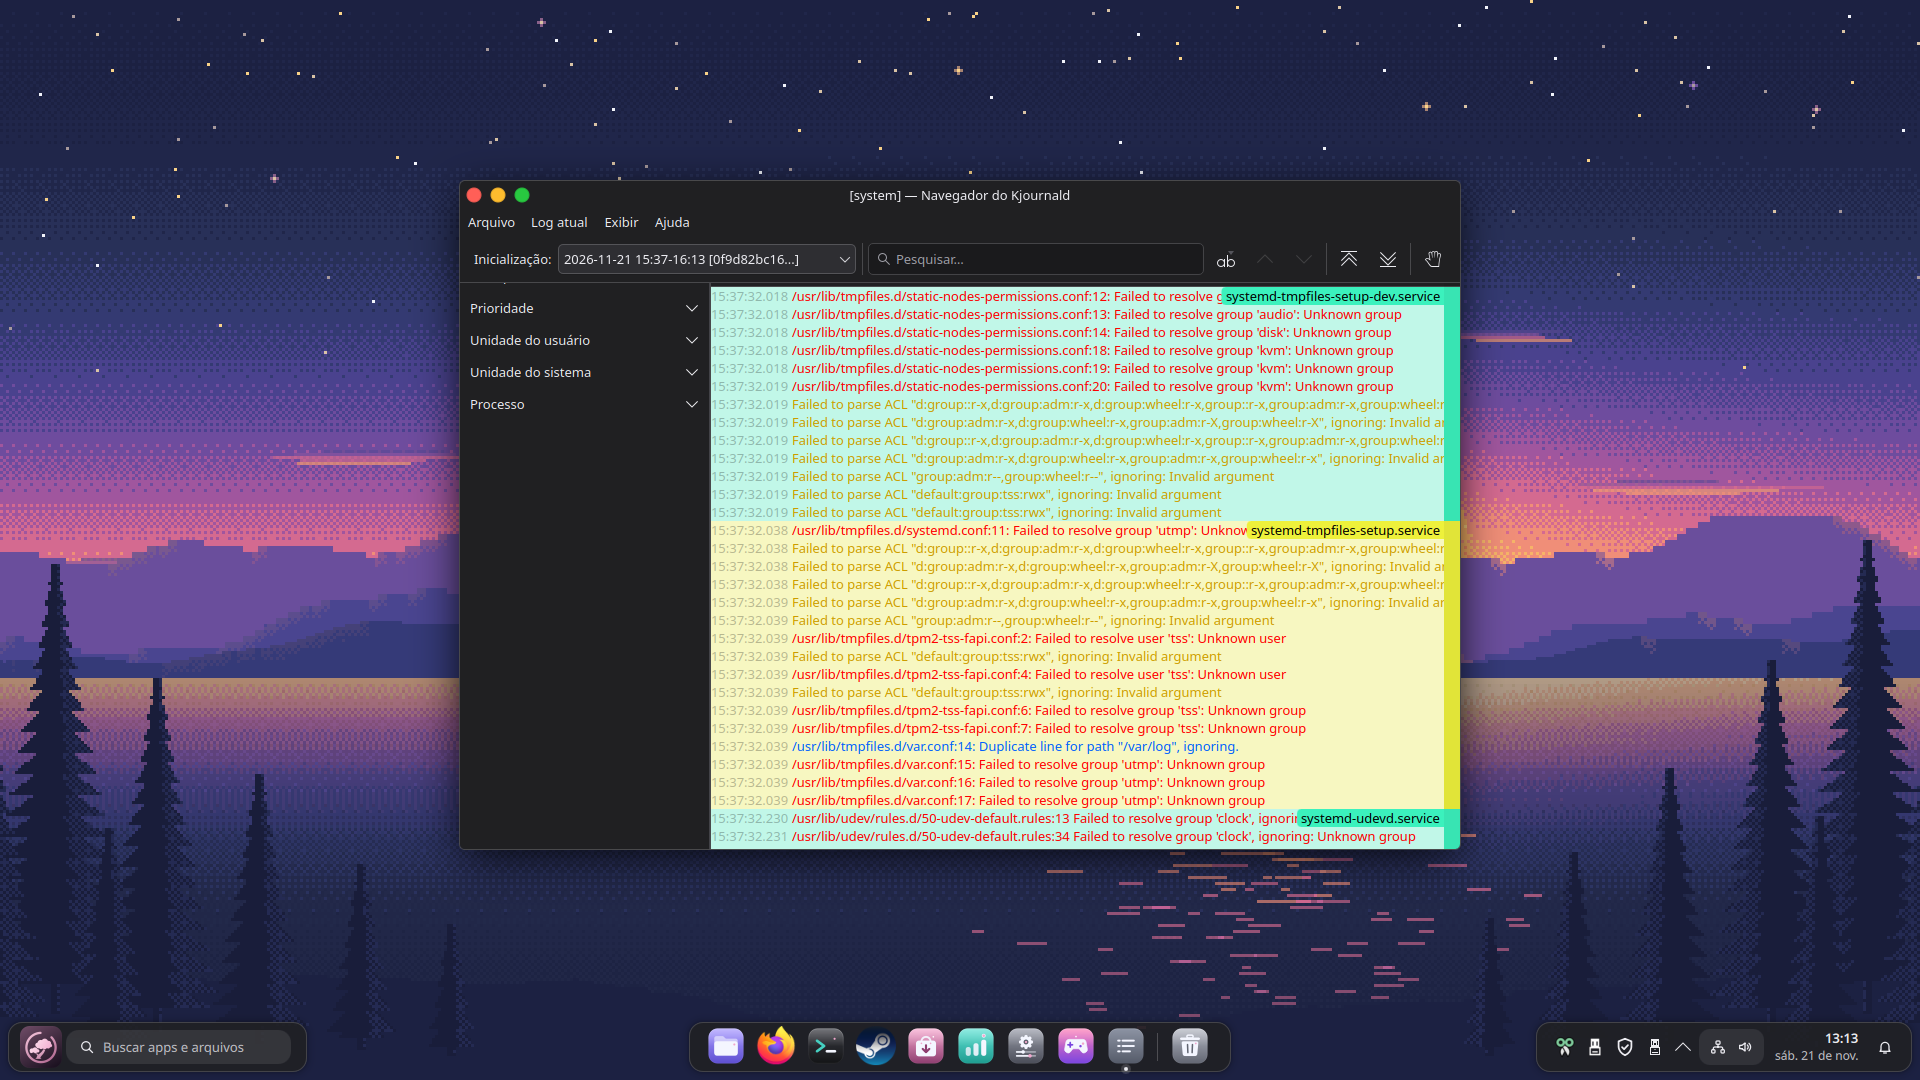 [system] — Navegador do Kjournald
Arquivo Log atual Exibir Ajuda
Inicialização: 2026-11-21 15:37-16:13 [0f9d82bc16...] Pesquisar... ab
Prioridade
Unidade do usuário
Unidade do sistema
Processo
15:37:32.018 /usr/lib/tmpfiles.d/static-nodes-permissions.conf:12: Failed to resolve g systemd-tmpfiles-setup-dev.service
15:37:32.018 /usr/lib/tmpfiles.d/static-nodes-permissions.conf:13: Failed to resolve group 'audio': Unknown group
15:37:32.018 /usr/lib/tmpfiles.d/static-nodes-permissions.conf:14: Failed to resolve group 'disk': Unknown group
15:37:32.018 /usr/lib/tmpfiles.d/static-nodes-permissions.conf:18: Failed to resolve group 'kvm': Unknown group
15:37:32.018 /usr/lib/tmpfiles.d/static-nodes-permissions.conf:19: Failed to resolve group 'kvm': Unknown group
15:37:32.019 /usr/lib/tmpfiles.d/static-nodes-permissions.conf:20: Failed to resolve group 'kvm': Unknown group
15:37:32.019 Failed to parse ACL "d:group::r-x,d:group:adm:r-x,d:group:wheel:r-x,group::r-x,group:adm:r-x,group:wheel:r
15:37:32.019 Failed to parse ACL "d:group:adm:r-x,d:group:wheel:r-x,group:adm:r-X,group:wheel:r-X", ignoring: Invalid ar
15:37:32.019 Failed to parse ACL "d:group::r-x,d:group:adm:r-x,d:group:wheel:r-x,group::r-x,group:adm:r-x,group:wheel:r
15:37:32.019 Failed to parse ACL "d:group:adm:r-x,d:group:wheel:r-x,group:adm:r-x,group:wheel:r-x", ignoring: Invalid ar
15:37:32.019 Failed to parse ACL "group:adm:r--,group:wheel:r--", ignoring: Invalid argument
15:37:32.019 Failed to parse ACL "default:group:tss:rwx", ignoring: Invalid argument
15:37:32.019 Failed to parse ACL "default:group:tss:rwx", ignoring: Invalid argument
15:37:32.038 /usr/lib/tmpfiles.d/systemd.conf:11: Failed to resolve group 'utmp': Unknow systemd-tmpfiles-setup.service
15:37:32.038 Failed to parse ACL "d:group::r-x,d:group:adm:r-x,d:group:wheel:r-x,group::r-x,group:adm:r-x,group:wheel:r
15:37:32.038 Failed to parse ACL "d:group:adm:r-x,d:group:wheel:r-x,group:adm:r-X,group:wheel:r-X", ignoring: Invalid a
15:37:32.038 Failed to parse ACL "d:group::r-x,d:group:adm:r-x,d:group:wheel:r-x,group::r-x,group:adm:r-x,group:wheel:r
15:37:32.039 Failed to parse ACL "d:group:adm:r-x,d:group:wheel:r-x,group:adm:r-x,group:wheel:r-x", ignoring: Invalid ar
15:37:32.039 Failed to parse ACL "group:adm:r--,group:wheel:r--", ignoring: Invalid argument
15:37:32.039 /usr/lib/tmpfiles.d/tpm2-tss-fapi.conf:2: Failed to resolve user 'tss': Unknown user
15:37:32.039 Failed to parse ACL "default:group:tss:rwx", ignoring: Invalid argument
15:37:32.039 /usr/lib/tmpfiles.d/tpm2-tss-fapi.conf:4: Failed to resolve user 'tss': Unknown user
15:37:32.039 Failed to parse ACL "default:group:tss:rwx", ignoring: Invalid argument
15:37:32.039 /usr/lib/tmpfiles.d/tpm2-tss-fapi.conf:6: Failed to resolve group 'tss': Unknown group
15:37:32.039 /usr/lib/tmpfiles.d/tpm2-tss-fapi.conf:7: Failed to resolve group 'tss': Unknown group
15:37:32.039 /usr/lib/tmpfiles.d/var.conf:14: Duplicate line for path "/var/log", ignoring.
15:37:32.039 /usr/lib/tmpfiles.d/var.conf:15: Failed to resolve group 'utmp': Unknown group
15:37:32.039 /usr/lib/tmpfiles.d/var.conf:16: Failed to resolve group 'utmp': Unknown group
15:37:32.039 /usr/lib/tmpfiles.d/var.conf:17: Failed to resolve group 'utmp': Unknown group
15:37:32.230 /usr/lib/udev/rules.d/50-udev-default.rules:13 Failed to resolve group 'clock', ignorin systemd-udevd.service
15:37:32.231 /usr/lib/udev/rules.d/50-udev-default.rules:34 Failed to resolve group 'clock', ignoring: Unknown group
Buscar apps e arquivos
13:13
sáb. 21 de nov.